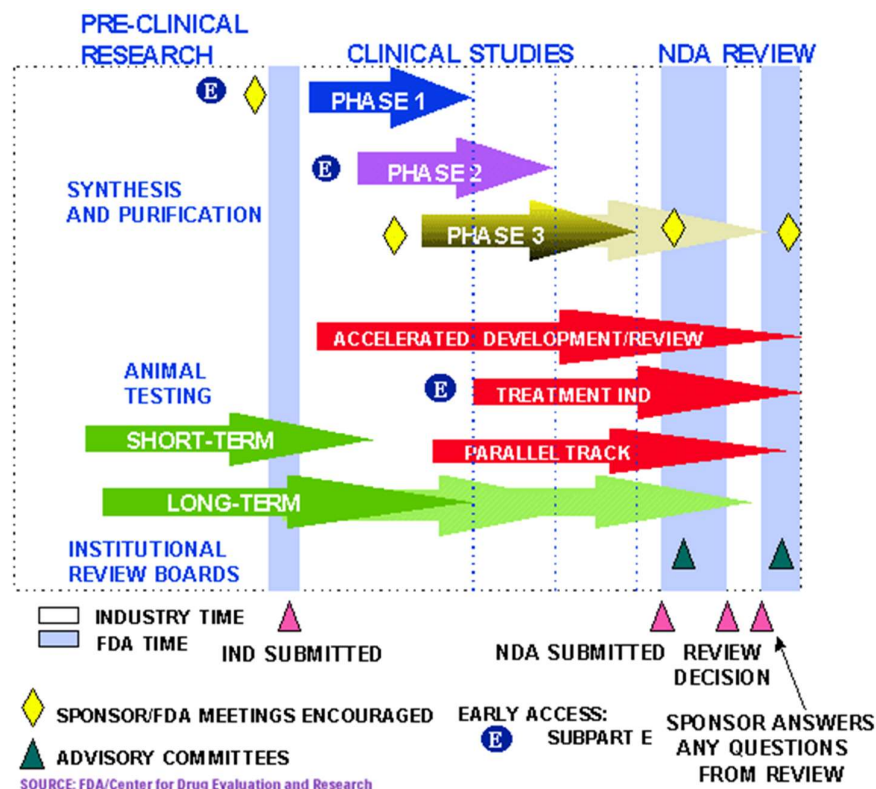 PRE-CLINICAL
RESEARCH
CLINICAL STUDIES
NDA REVIEW
E
PHASE 1
E
PHASE 2
SYNTHESIS
AND PURIFICATION
PHASE 3
ACCELERATED DEVELOPMENT/REVIEW
ANIMAL
TESTING
E
TREATMENT IND
SHORT-TERM
PARALLEL TRACK
LONG-TERM
INSTITUTIONAL
REVIEW BOARDS
INDUSTRY TIME
FDA TIME
IND SUBMITTED
NDA SUBMITTED
REVIEW
DECISION
SPONSOR/FDA MEETINGS ENCOURAGED
EARLY ACCESS:
E SUBPART E
SPONSOR ANSWERS
ANY QUESTIONS
FROM REVIEW
ADVISORY COMMITTEES
SOURCE: FDA/Center for Drug Evaluation and Research